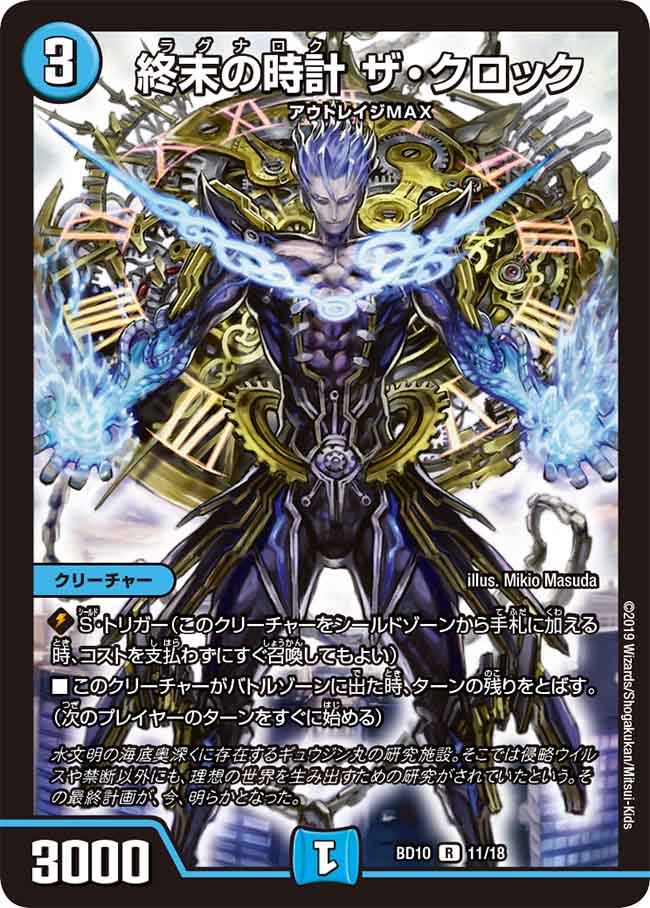 3
ラグナロク
終末の時計 ザ・クロック
アウトレイジMAX
XI XII I
クリーチャー
illus. Mikio Masuda
シールド
S・トリガー(このクリーチャーをシールドゾーンから手札に加える
時、コストを支払わずにすぐ召喚してもよい)
■このクリーチャーがバトルゾーンに出た時、ターンの残りをとばす。
(次のプレイヤーのターンをすぐに始める)
水文明の海底奥深くに存在するギュウジン丸の研究施設。そこでは侵略ウイル
スや禁断以外にも、理想の世界を生み出すための研究がされていたという。そ
の最終計画が、今、明らかとなった。
©2019 Wizards/Shogakukan/Mitsui-Kids
3000
1
BD10 R 11/18